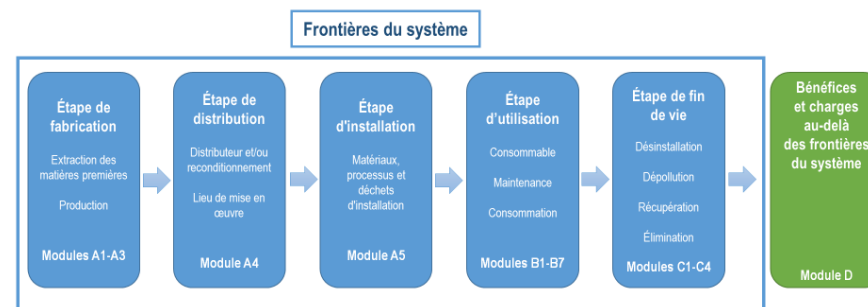 Frontières du système
Étape de
fabrication
Extraction des
matières premières
Production
Modules A1-A3
Étape de
distribution
Distributeur et/ou
reconditionnement
Lieu de mise en
œuvre
Module A4
Étape
d'installation
Matériaux,
processus et
déchets
d'installation
Module A5
Étape
d'utilisation
Consommable
Maintenance
Consommation
Modules B1-B7
Étape de fin
de vie
Désinstallation
Dépollution
Récupération
Élimination
Modules C1-C4
Bénéfices
et charges
au-delà
des frontières
du système
Module D